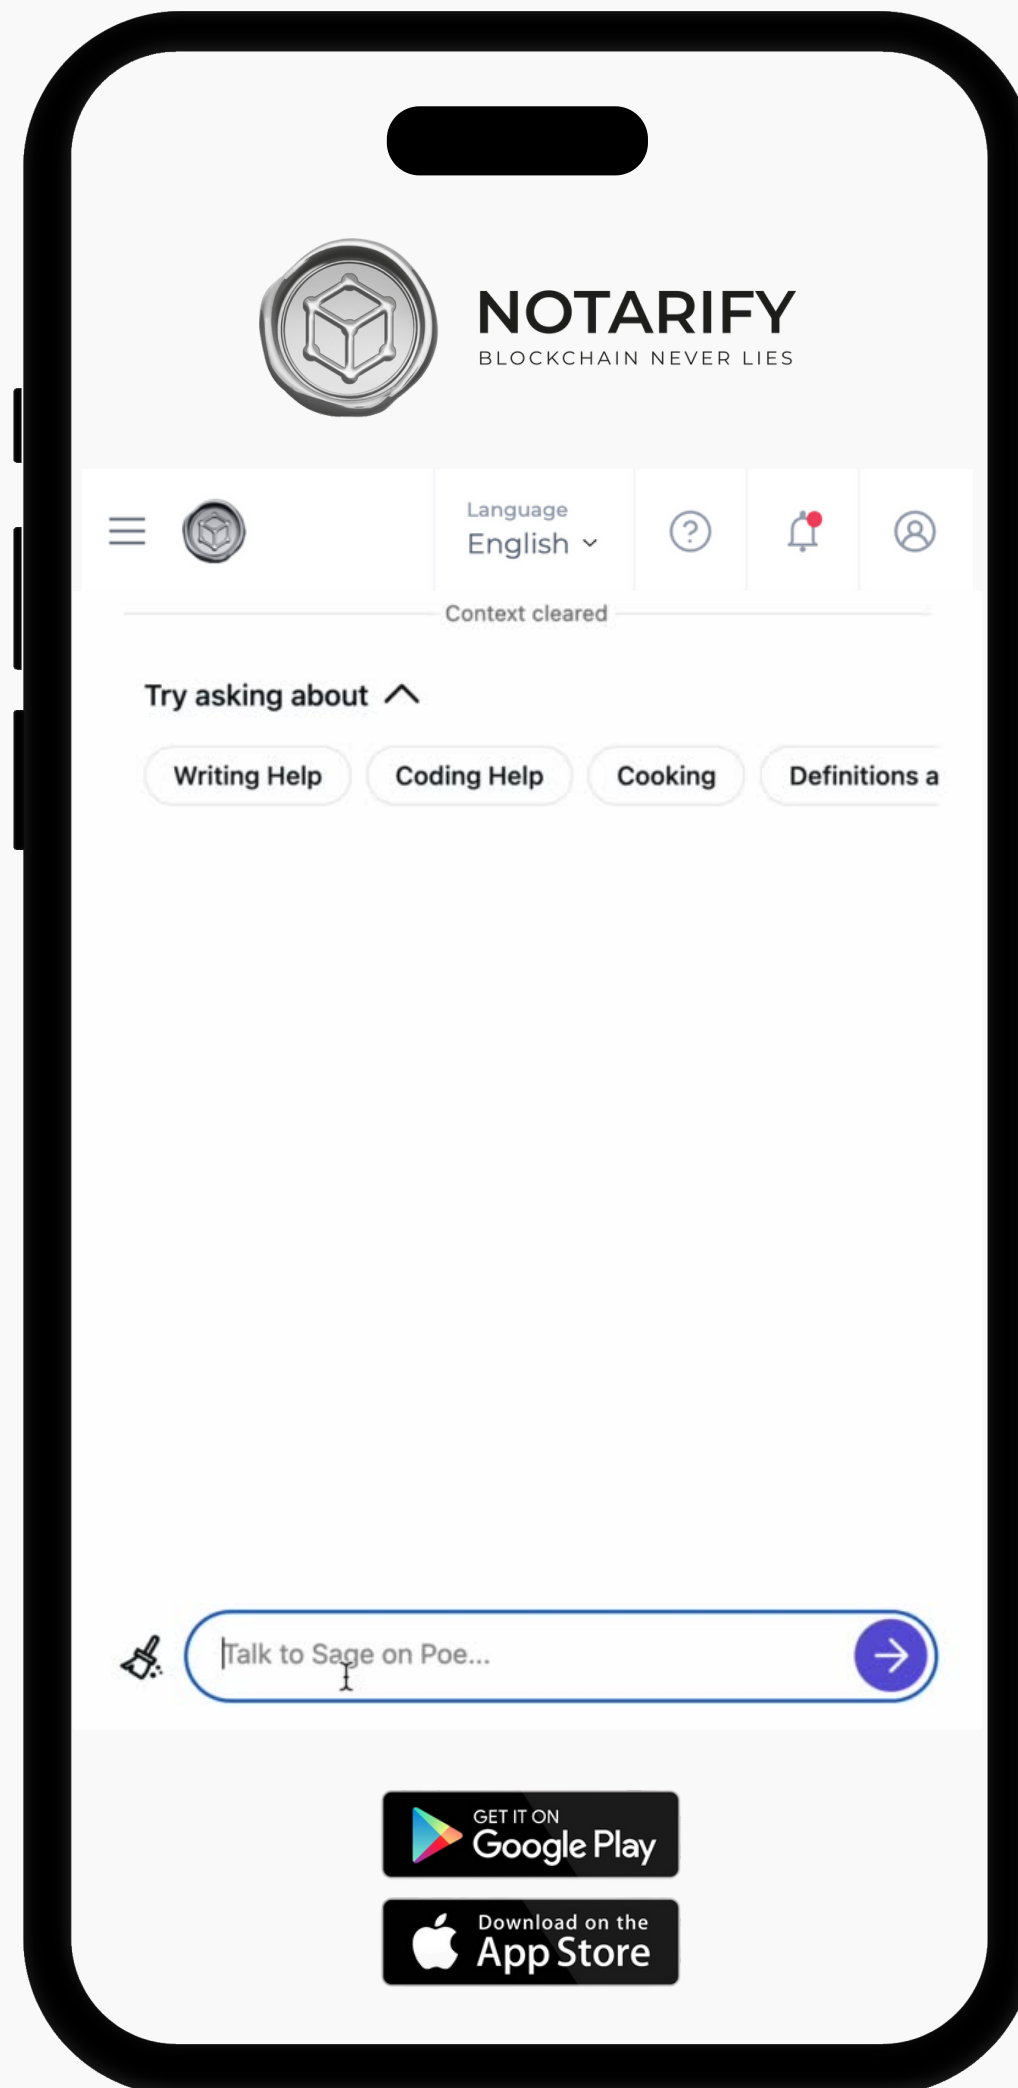 NOTARIFY
BLOCKCHAIN NEVER LIES
Language
English
Context cleared
Try asking about
Writing Help
Coding Help
Cooking
Definitions a
Talk to Sage on Poe...
GET IT ON
Google Play
Download on the
App Store